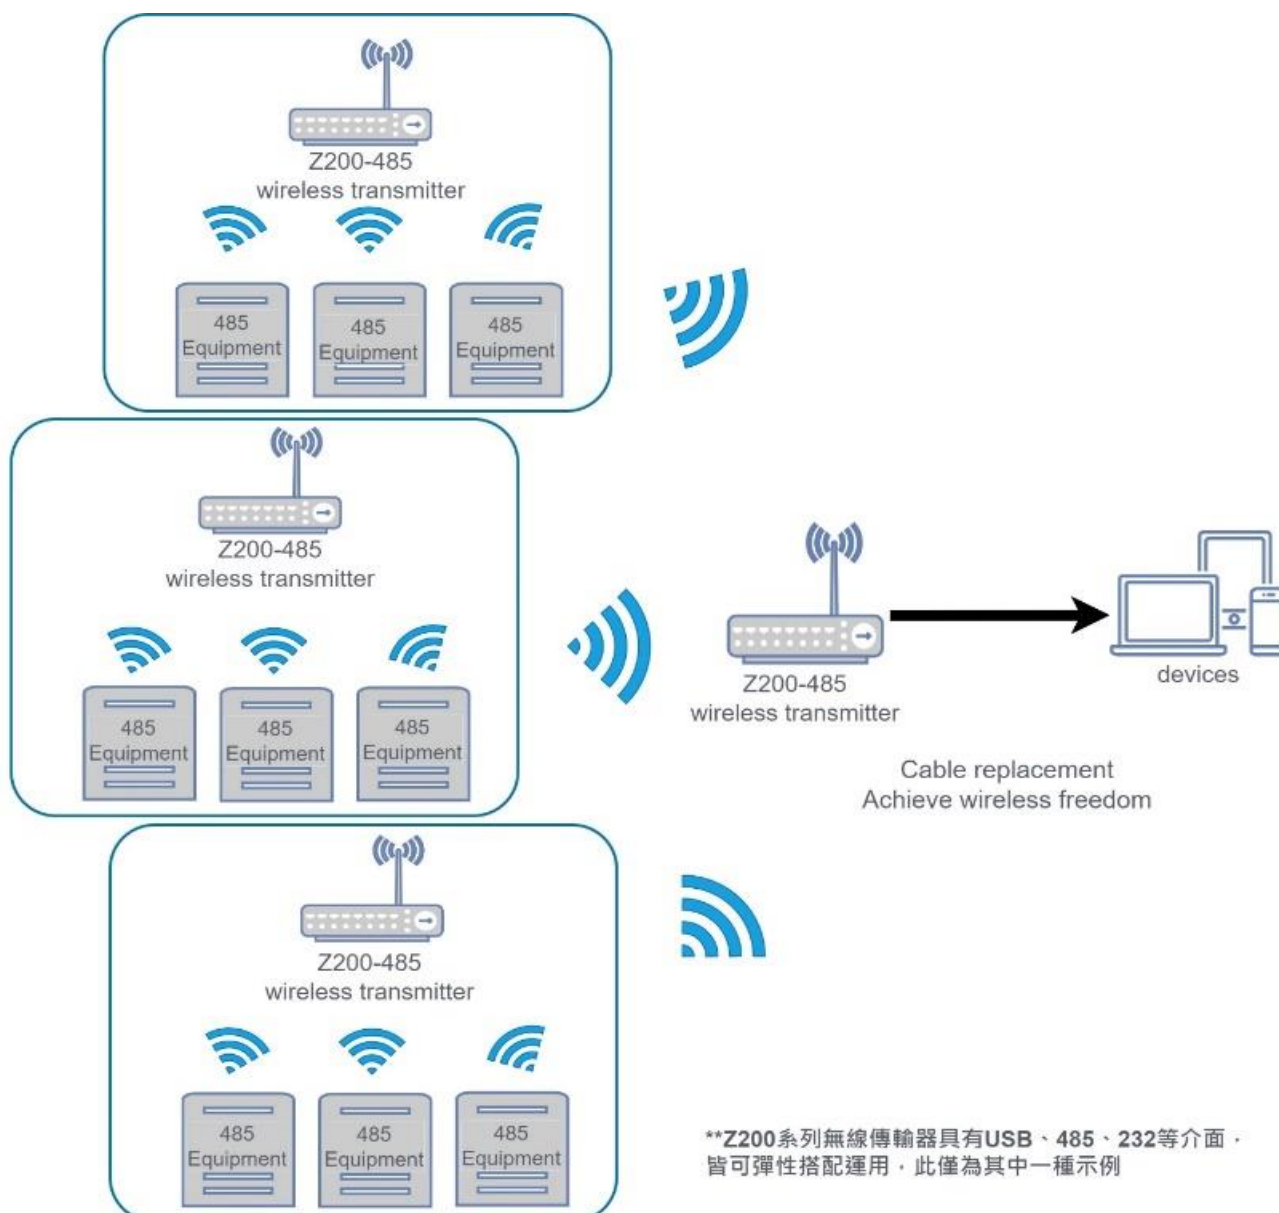 Z200-485
wireless transmitter
485
Equipment
485
Equipment
485
Equipment
Z200-485
wireless transmitter
485
Equipment
485
Equipment
485
Equipment
Z200-485
wireless transmitter
devices
Cable replacement
Achieve wireless freedom
Z200-485
wireless transmitter
485
Equipment
485
Equipment
485
Equipment
**Z200系列無線傳輸器具有USB、485、232等介面，
皆可彈性搭配運用，此僅為其中一種示例